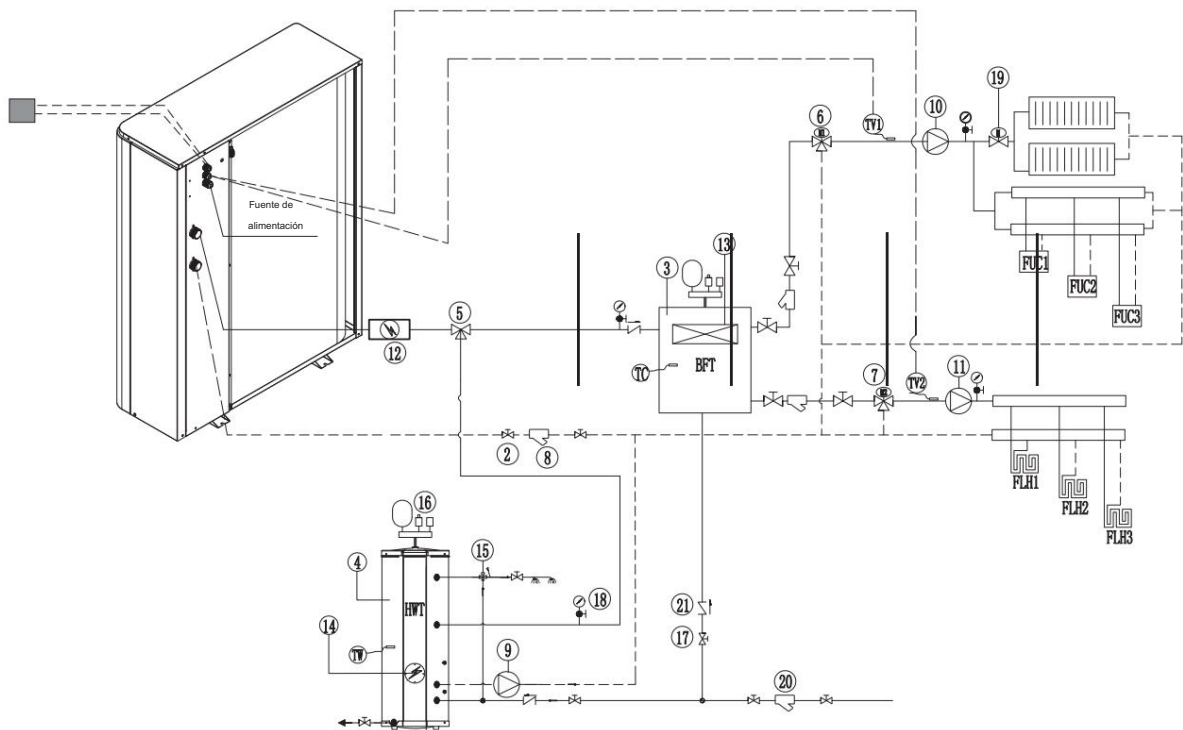 19
10
6
TV1
Fuente de
alimentación
13
3
FUC1
FUC2
FUC3
5
12
BFT
TC
7
TV2
11
2
8
FLH1
FLH2
FLH3
16
15
4
HWT
18
21
14
17
TW
9
20